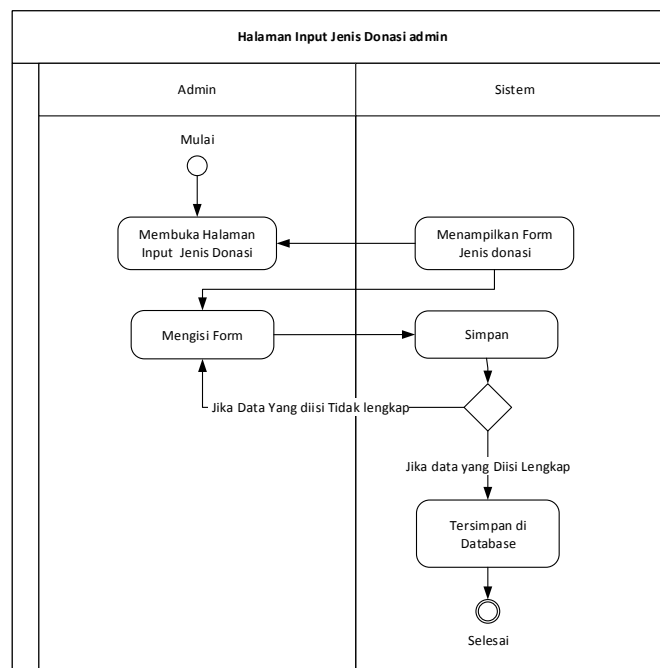 Halaman Input Jenis Donasi admin
Admin
Sistem
Mulai
Membuka Halaman
Input  Jenis Donasi
Menampilkan Form
Jenis donasi
Mengisi Form
Simpan
Jika Data Yang diisi Tidak lengkap
Jika data yang Diisi Lengkap
Tersimpan di
Database
Selesai